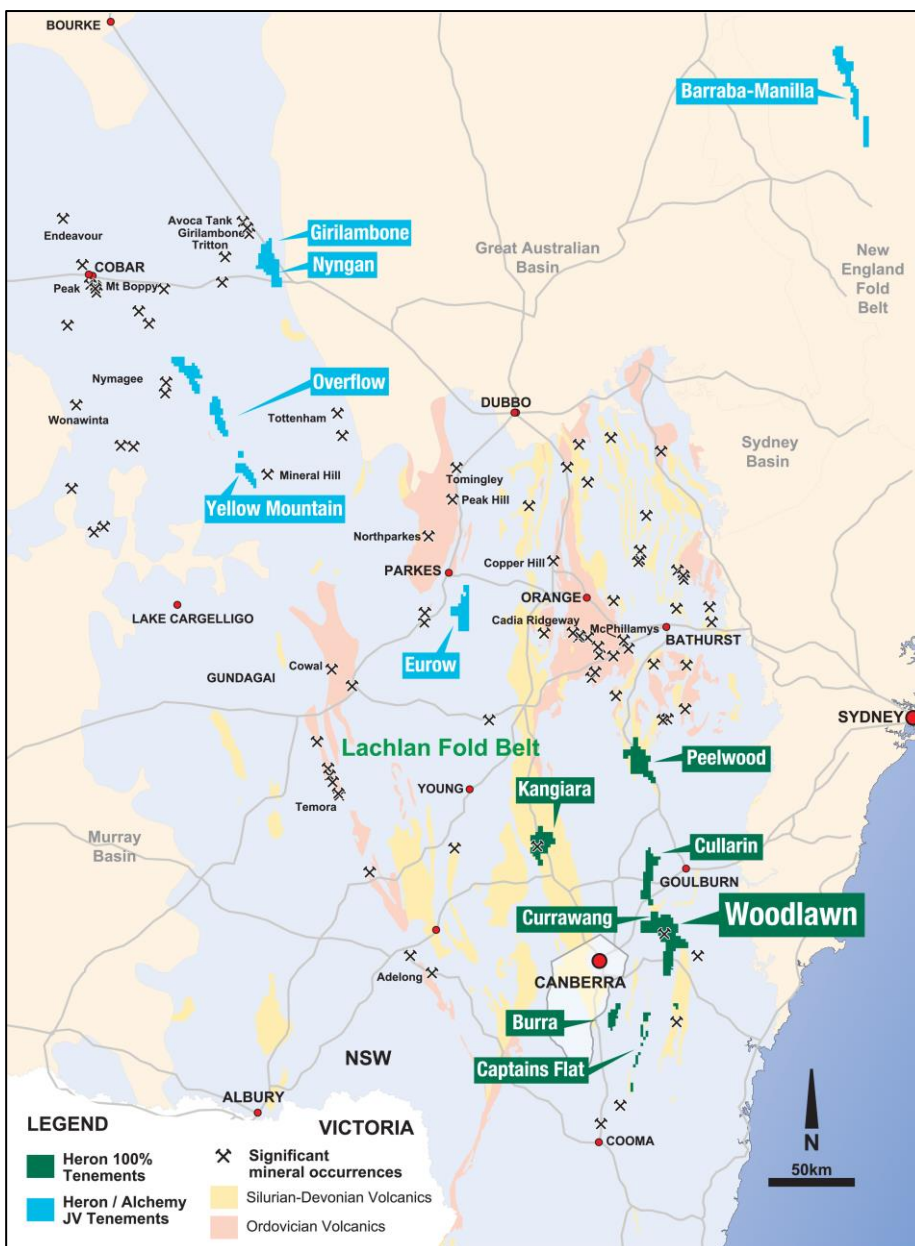 BOURKE
Barraba-Manilla
Avoca Tank
Girilambone
Tritton
Endeavour
Girilambone
Nyngan
Great Australian
Basin
New
England
Fold
Belt
COBAR
Peak
Mt Boppy
Nymagee
Overflow
Wonawinta
Tottenham
DUBBO
Sydney
Basin
Mineral Hill
Yellow Mountain
Tomingley
Peak Hill
Northparkes
PARKES
Copper Hill
ORANGE
LAKE CARGELLIGO
Cadia Ridgeway
McPhillamys
BATHURST
Eurow
Cowal
GUNDAGAI
SYDNEY
Lachlan Fold Belt
Peelwood
YOUNG
Kangiara
Temora
Murray
Basin
Cullarin
GOULBURN
Currawang
Woodlawn
CANBERRA
Adelong
Burra
NSW
Captains Flat
ALBURY
COOMA
LEGEND
VICTORIA
Heron 100%
Tenements
Heron / Alchemy
JV Tenements
Significant
mineral occurrences
Silurian-Devonian Volcanics
Ordovician Volcanics
N
50km